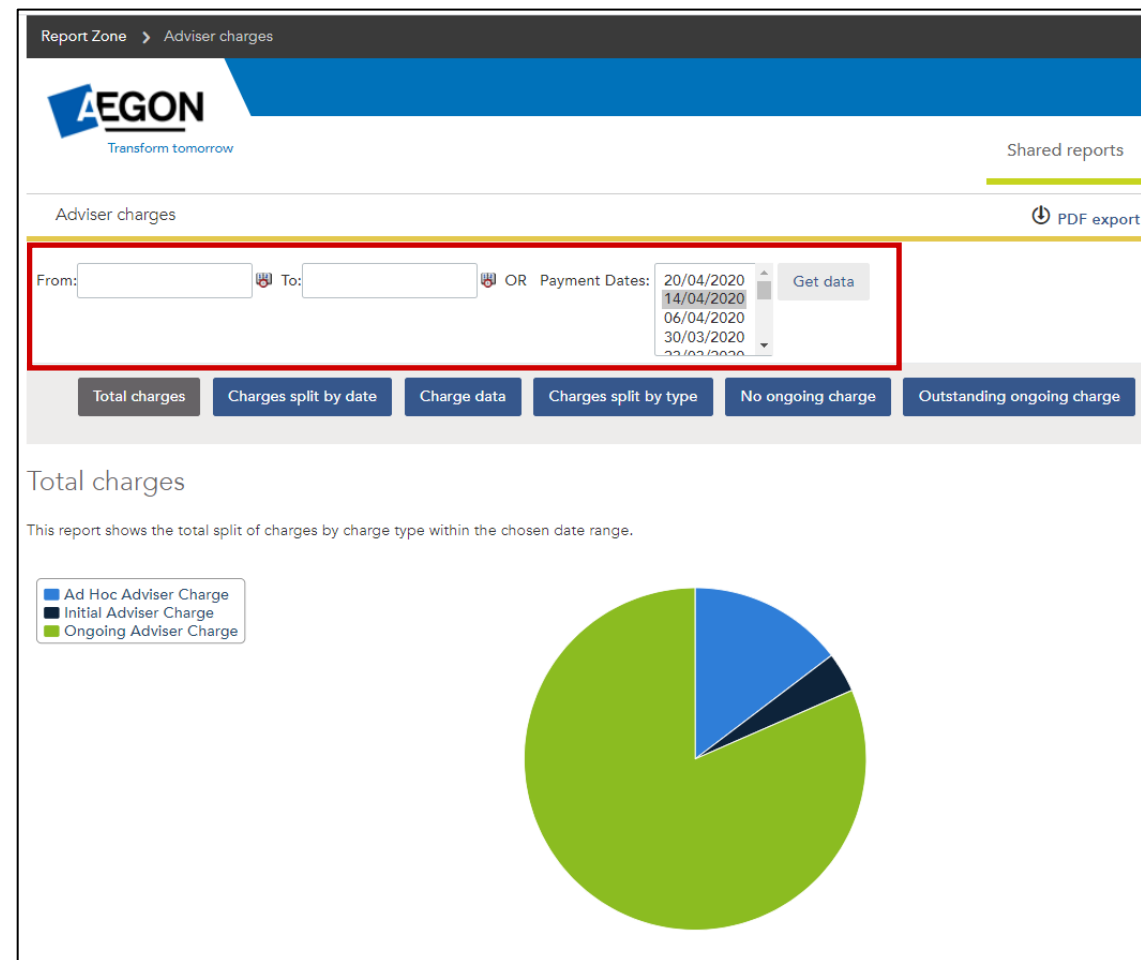 Report Zone > Adviser charges
AEGON
Transform tomorrow
Shared reports
Adviser charges
PDF export
From: To: OR Payment Dates: 20/04/2020 Get data
14/04/2020
06/04/2020
30/03/2020
Total charges Charges split by date Charge data Charges split by type No ongoing charge Outstanding ongoing charge
Total charges
This report shows the total split of charges by charge type within the chosen date range.
Ad Hoc Adviser Charge
Initial Adviser Charge
Ongoing Adviser Charge